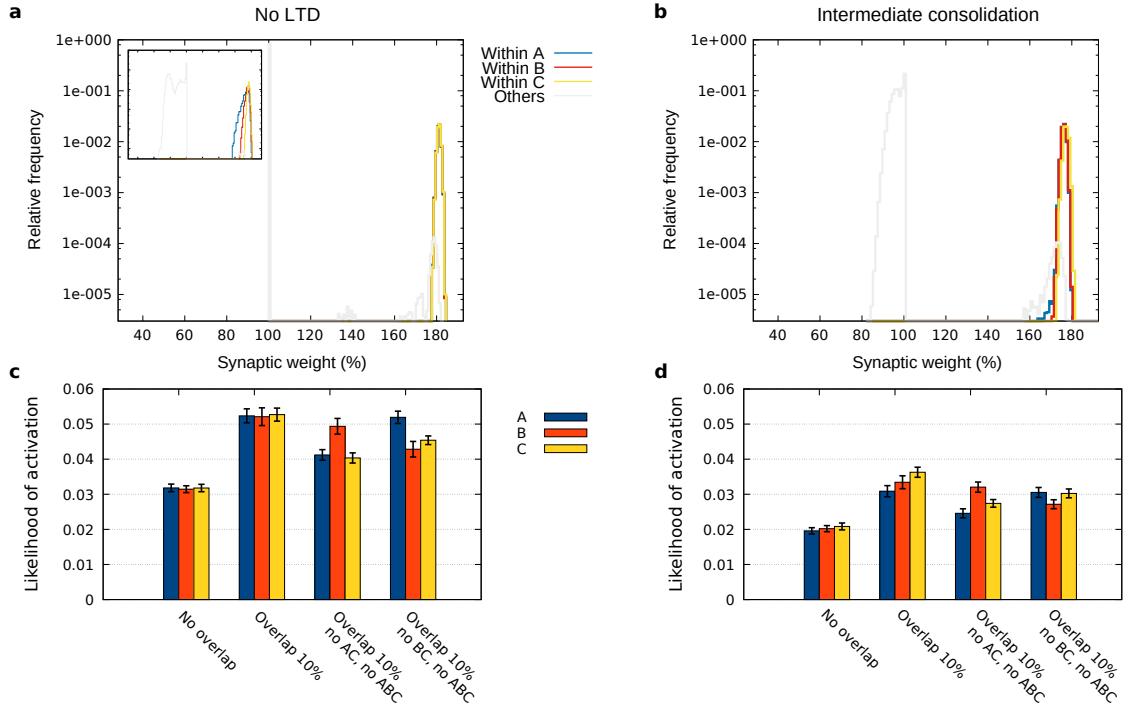 a
No LTD
1e+000
1e-001
1e-002
1e-003
1e-004
1e-005
Relative frequency
40 60 80 100 120 140 160 180
Synaptic weight (%)
Within A
Within B
Within C
Others
b
Intermediate consolidation
1e+000
1e-001
1e-002
1e-003
1e-004
1e-005
Relative frequency
40 60 80 100 120 140 160 180
Synaptic weight (%)
c
0.06
0.05
0.04
0.03
0.02
0.01
0
Likelihood of activation
No overlap
Overlap 10%
Overlap 10%
no AC, no ABC
Overlap 10%
no BC, no ABC
A
B
C
d
0.06
0.05
0.04
0.03
0.02
0.01
0
Likelihood of activation
No overlap
Overlap 10%
Overlap 10%
no AC, no ABC
Overlap 10%
no BC, no ABC